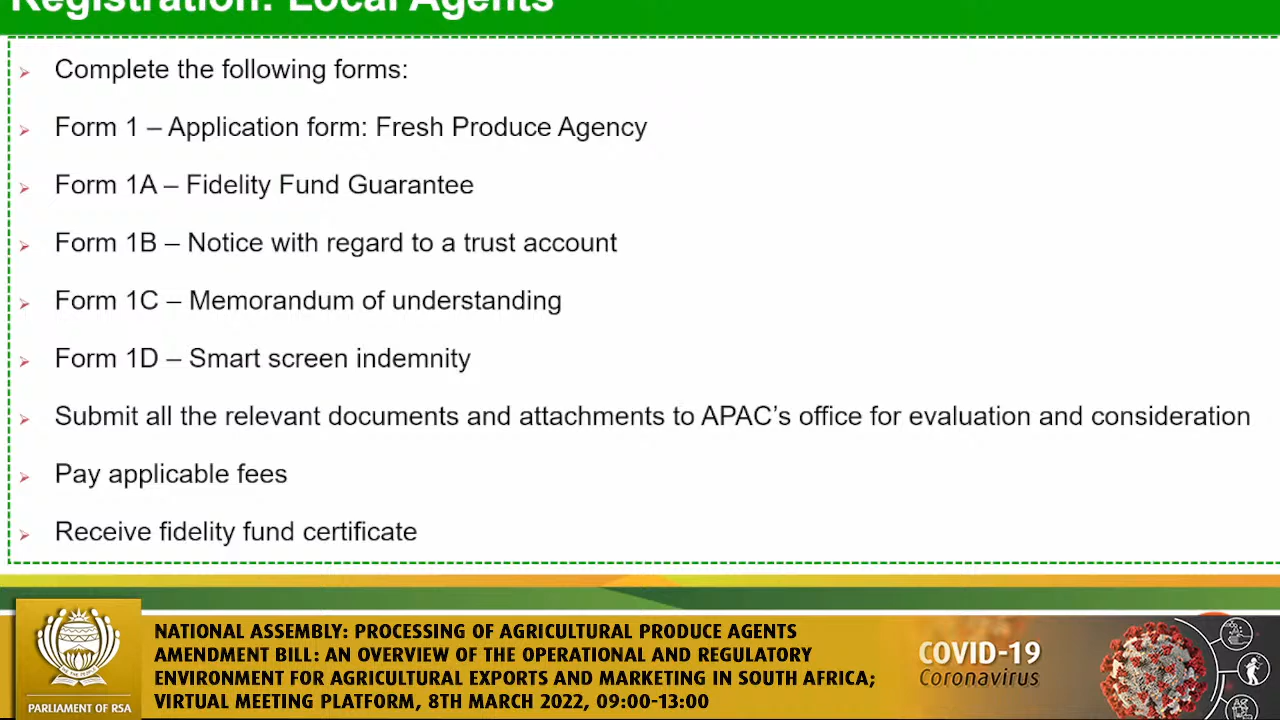 Registration: Local Agents
Complete the following forms:
Form 1 – Application form: Fresh Produce Agency
Form 1A – Fidelity Fund Guarantee
Form 1B – Notice with regard to a trust account
Form 1C – Memorandum of understanding
Form 1D – Smart screen indemnity
Submit all the relevant documents and attachments to APAC's office for evaluation and consideration
Pay applicable fees
Receive fidelity fund certificate
NATIONAL ASSEMBLY: PROCESSING OF AGRICULTURAL PRODUCE AGENTS
AMENDMENT BILL: AN OVERVIEW OF THE OPERATIONAL AND REGULATORY
ENVIRONMENT FOR AGRICULTURAL EXPORTS AND MARKETING IN SOUTH AFRICA;
VIRTUAL MEETING PLATFORM, 8TH MARCH 2022, 09:00-13:00
PARLIAMENT OF RSA
COVID-19
Coronavirus